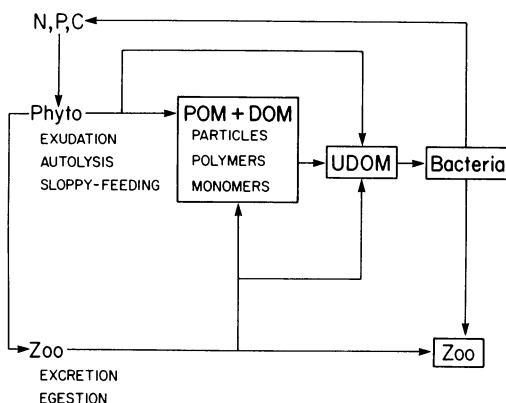 N,P,C
Phyto
EXUDATION
AUTOLYSIS
SLOPPY-FEEDING
POM + DOM
PARTICLES
POLYMERS
MONOMERS
UDOM
Bacteria
Zoo
EXCRETION
EGESTION
Zoo